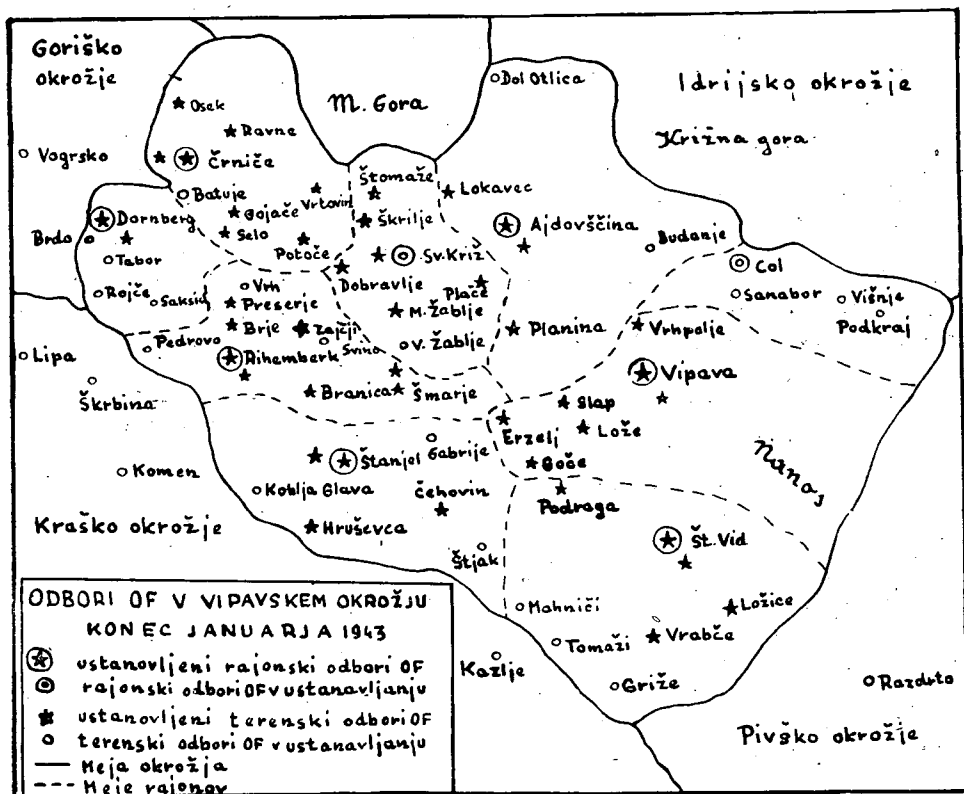 Goriško
okrožje
M. Gora
Dol Otlica
Idrijsko okrožje
Križna gora
Osek
Ravne
Vogrsko
Črniče
Batuje
Štomaže
Lokavec
Vrtovin
Gojače
Škrilje
Dornberg
Selo
Potoče
Ajdovščina
Brdo
Budanje
Tabor
Sv. Križ
Col
Dobravlje
Vrh
Plače
Rojče
Saksid
Preserje
M. Žablje
Sanabor
Višnje
Podkraj
Brje
Zajži
Planina
Vrhpolje
Pedrovo
Svino
V. Žablje
Lipa
Rihemberk
Vipava
Škrbina
Branica
Šmarje
Slap
Erzelj
Lože
Štanjel
Gabrije
Goče
Nanos
Komen
Koblja Glava
Čehovin
Podraga
Kraško okrožje
Hruševca
Št. Vid
Štjak
Mahniči
Ložice
Tomaži
Vrabče
Kazlje
Griže
Razdrto
Pivško okrožje
ODBORI OF V VIPAVSKEM OKROŽJU
KONEC JANUARJA 1943
ustanovljeni rajonski odbori OF
rajonski odbori OF v ustanavljanju
ustanovljeni terenski odbori OF
terenski odbori OF v ustanavljanju
Meja okrožja
Meje rajonov